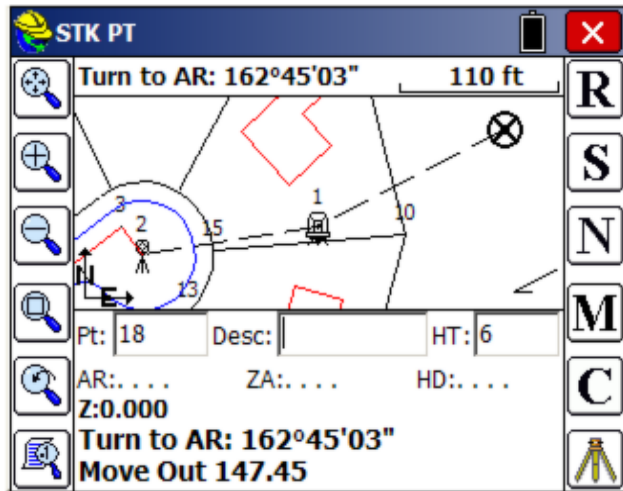 STK PT
Turn to AR: 162°45'03" 110 ft
R
S
N
M
C
3
2
15
1
10
13
N
E
Pt: 18 Desc: HT: 6
AR:. . . . ZA:. . . . HD:. . . .
Z:0.000
Turn to AR: 162°45'03"
Move Out 147.45